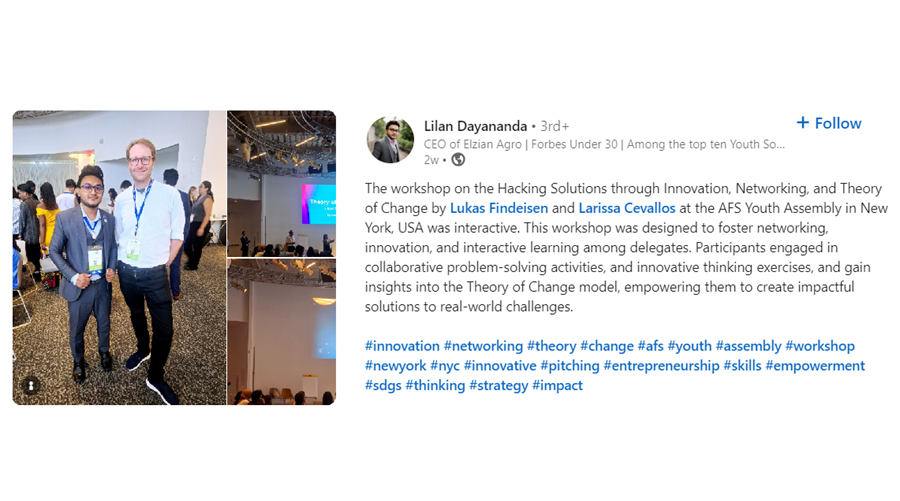 Theory of
Lilan Dayananda • 3rd+
+ Follow
CEO of Elzian Agro | Forbes Under 30 | Among the top ten Youth So...
2w •
The workshop on the Hacking Solutions through Innovation, Networking, and Theory
of Change by Lukas Findeisen and Larissa Cevallos at the AFS Youth Assembly in New
York, USA was interactive. This workshop was designed to foster networking,
innovation, and interactive learning among delegates. Participants engaged in
collaborative problem-solving activities, and innovative thinking exercises, and gain
insights into the Theory of Change model, empowering them to create impactful
solutions to real-world challenges.
#innovation #networking #theory #change #afs #youth #assembly #workshop
#newyork #nyc #innovative #pitching #entrepreneurship #skills #empowerment
#sdgs #thinking #strategy #impact